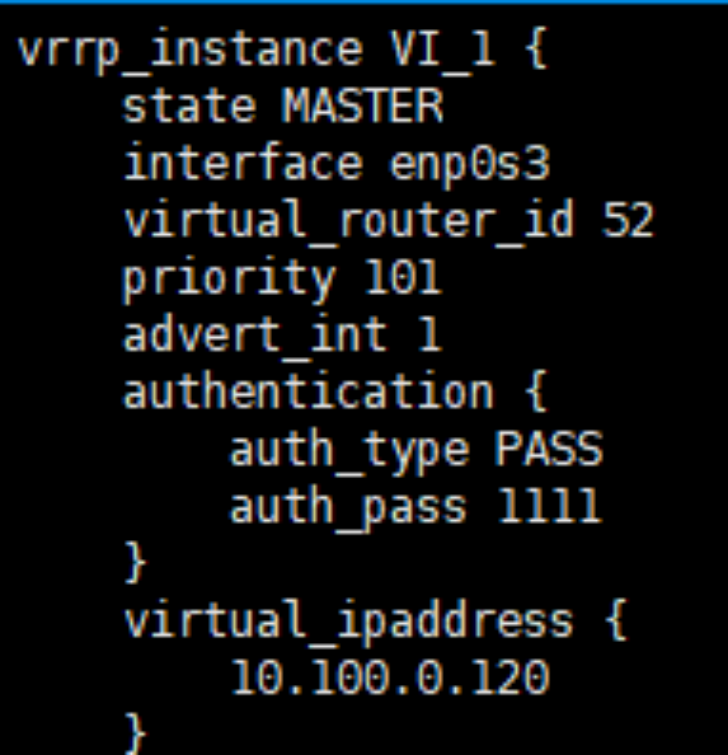 vrrp_instance VI_1 {
    state MASTER
    interface enp0s3
    virtual_router_id 52
    priority 101
    advert_int 1
    authentication {
        auth_type PASS
        auth_pass 1111
    }
    virtual_ipaddress {
        10.100.0.120
    }